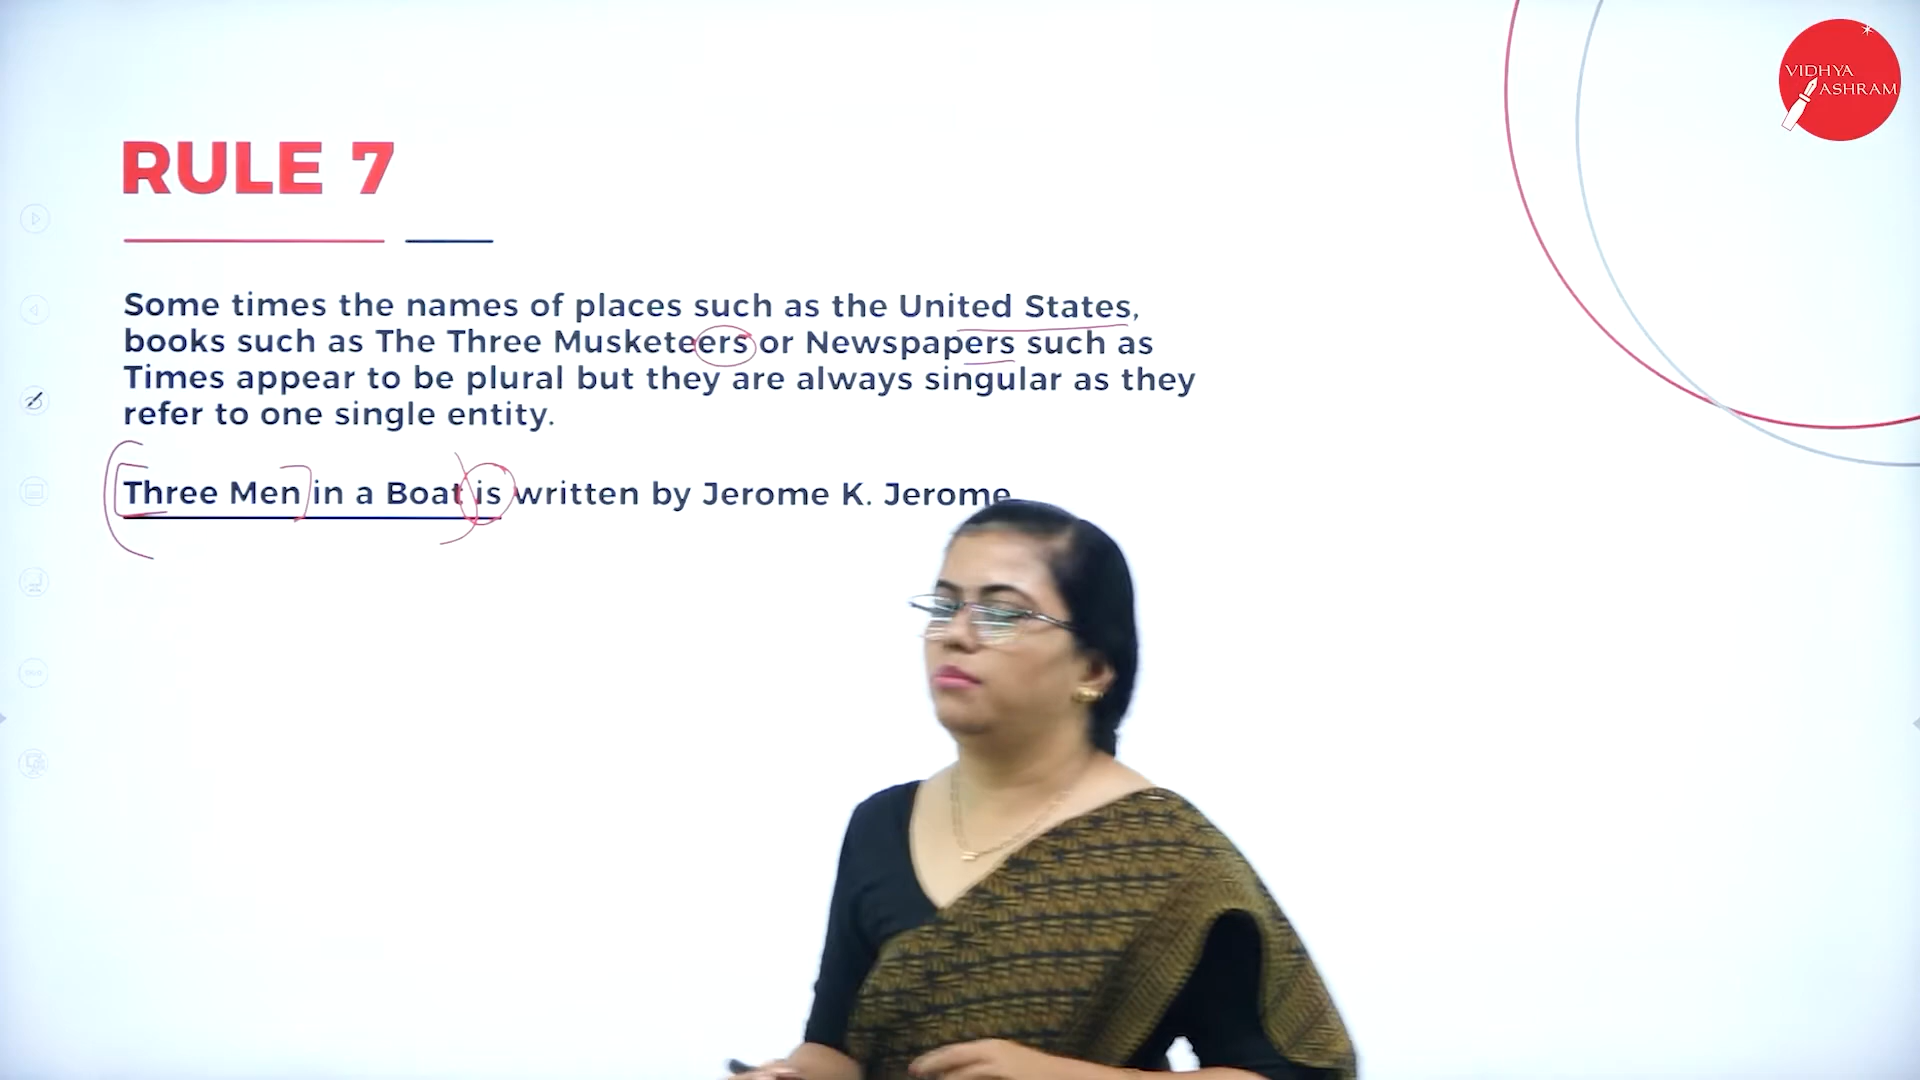 VIDHYA
ASHRAM
RULE 7
Some times the names of places such as the United States,
books such as The Three Musketeers or Newspapers such as
Times appear to be plural but they are always singular as they
refer to one single entity.
Three Men in a Boat is written by Jerome K. Jerome